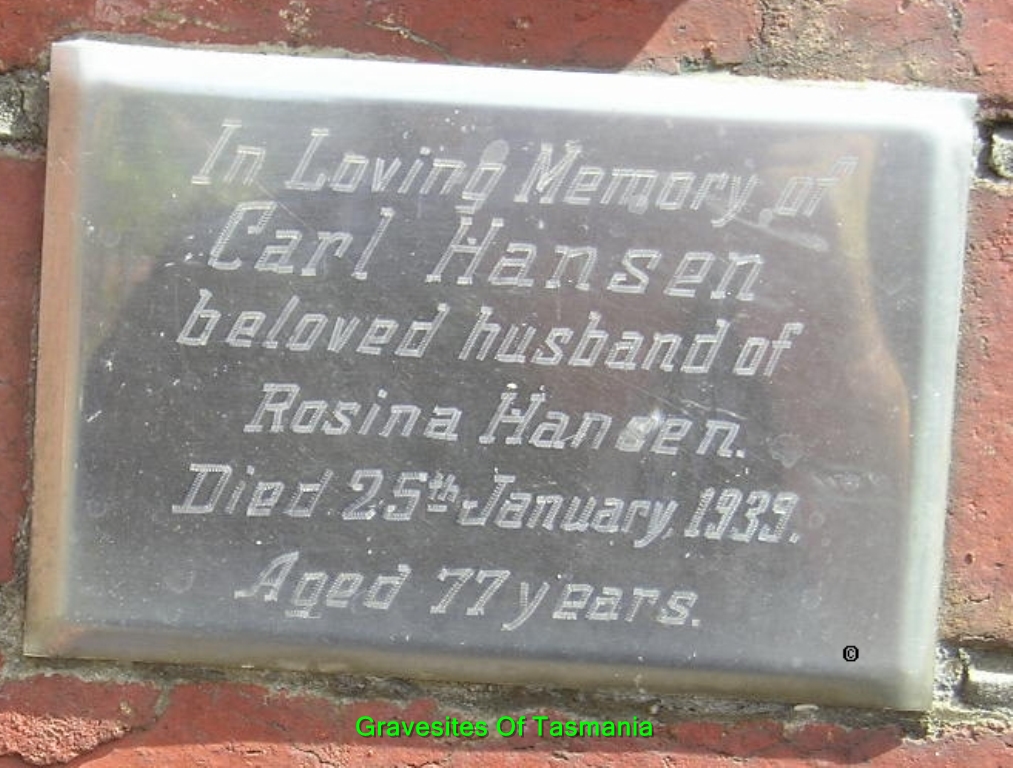 In Loving Memory of
Carl Hansen
beloved husband of
Rosina Hansen.
Died 25th January, 1939.
Aged 77 years.
©
Gravesites Of Tasmania